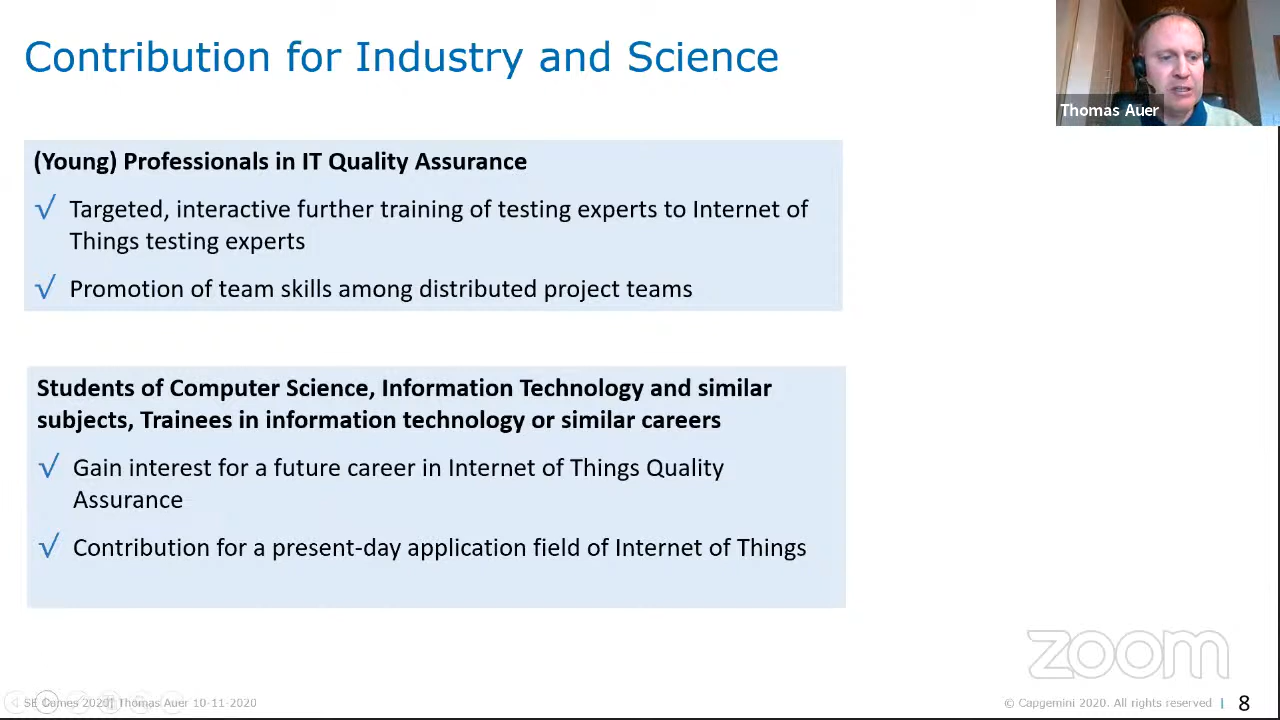 Contribution for Industry and Science
Thomas Auer
(Young) Professionals in IT Quality Assurance
√ Targeted, interactive further training of testing experts to Internet of
Things testing experts
√ Promotion of team skills among distributed project teams
Students of Computer Science, Information Technology and similar
subjects, Trainees in information technology or similar careers
√ Gain interest for a future career in Internet of Things Quality
Assurance
√ Contribution for a present-day application field of Internet of Things
zoom
SE Games 2020 | Thomas Auer 10-11-2020
© Capgemini 2020. All rights reserved | 8